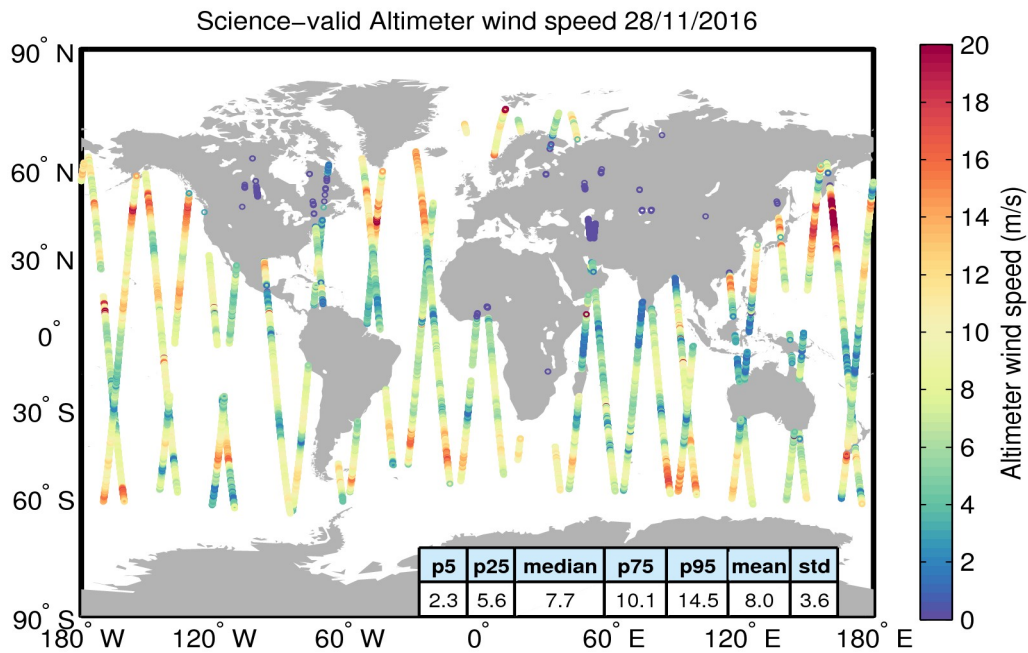 Science−valid Altimeter wind speed 28/11/2016
90° N
60° N
30° N
0°
30° S
60° S
90° S
180° W
120° W
60° W
0°
60° E
120° E
180° E
p5 p25 median p75 p95 mean std
2.3 5.6 7.7 10.1 14.5 8.0 3.6
20
18
16
14
12
10
8
6
4
2
0
Altimeter wind speed (m/s)